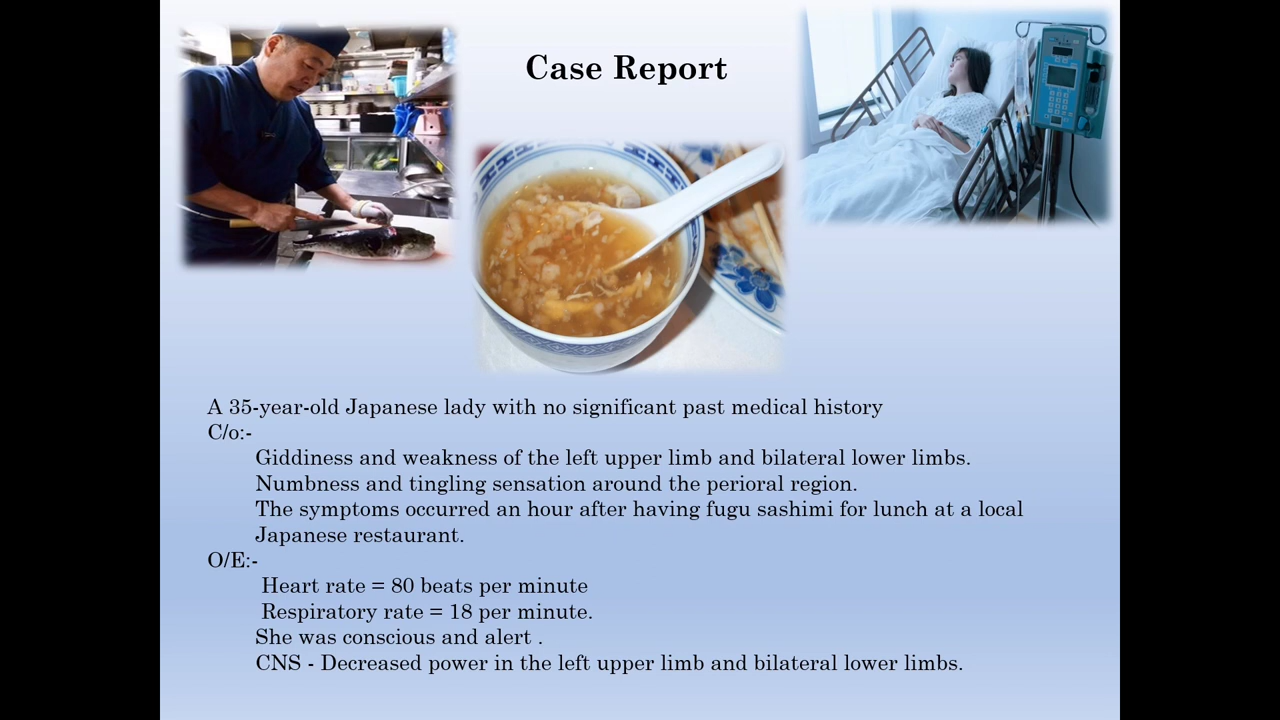 Case Report
A 35-year-old Japanese lady with no significant past medical history
C/o:-
Giddiness and weakness of the left upper limb and bilateral lower limbs.
Numbness and tingling sensation around the perioral region.
The symptoms occurred an hour after having fugu sashimi for lunch at a local
Japanese restaurant.
O/E:-
Heart rate = 80 beats per minute
Respiratory rate = 18 per minute.
She was conscious and alert .
CNS - Decreased power in the left upper limb and bilateral lower limbs.